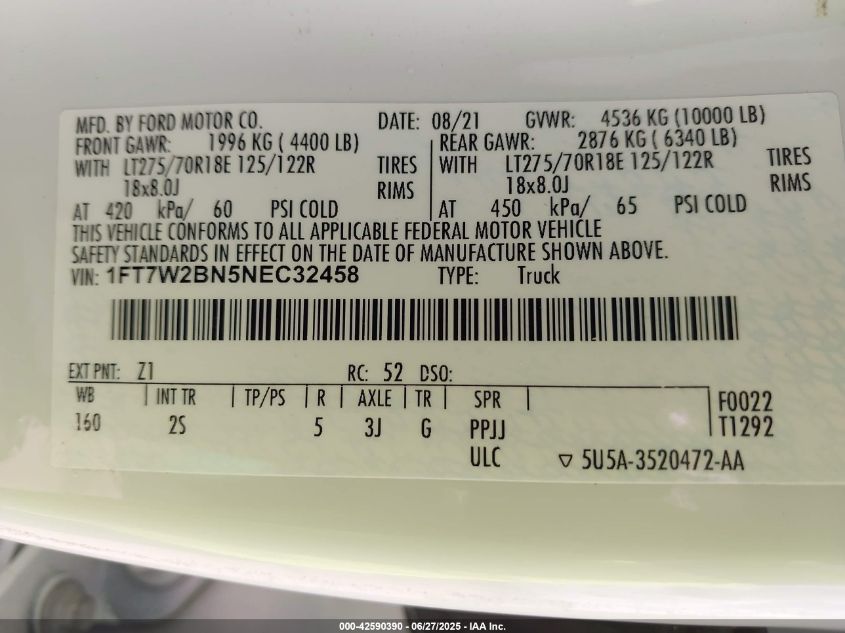 MFD. BY FORD MOTOR CO. DATE: 08/21 GVWR: 4536 KG (10000 LB)
FRONT GAWR: 1996 KG ( 4400 LB) REAR GAWR: 2876 KG ( 6340 LB)
WITH LT275/70R18E 125/122R TIRES WITH LT275/70R18E 125/122R TIRES
18x8.0J RIMS 18x8.0J RIMS
AT 420 kPa/ 60 PSI COLD AT 450 kPa/ 65 PSI COLD
THIS VEHICLE CONFORMS TO ALL APPLICABLE FEDERAL MOTOR VEHICLE
SAFETY STANDARDS IN EFFECT ON THE DATE OF MANUFACTURE SHOWN ABOVE.
VIN: 1FT7W2BN5NEC32458 TYPE: Truck
EXT PNT: Z1 RC: 52 DSO:
WB INT TR TP/PS R AXLE TR SPR F0022
160 2S 5 3J G PPJJ T1292
ULC ▽ 5U5A-3520472-AA
000-42590390 - 06/27/2025 - IAA Inc.